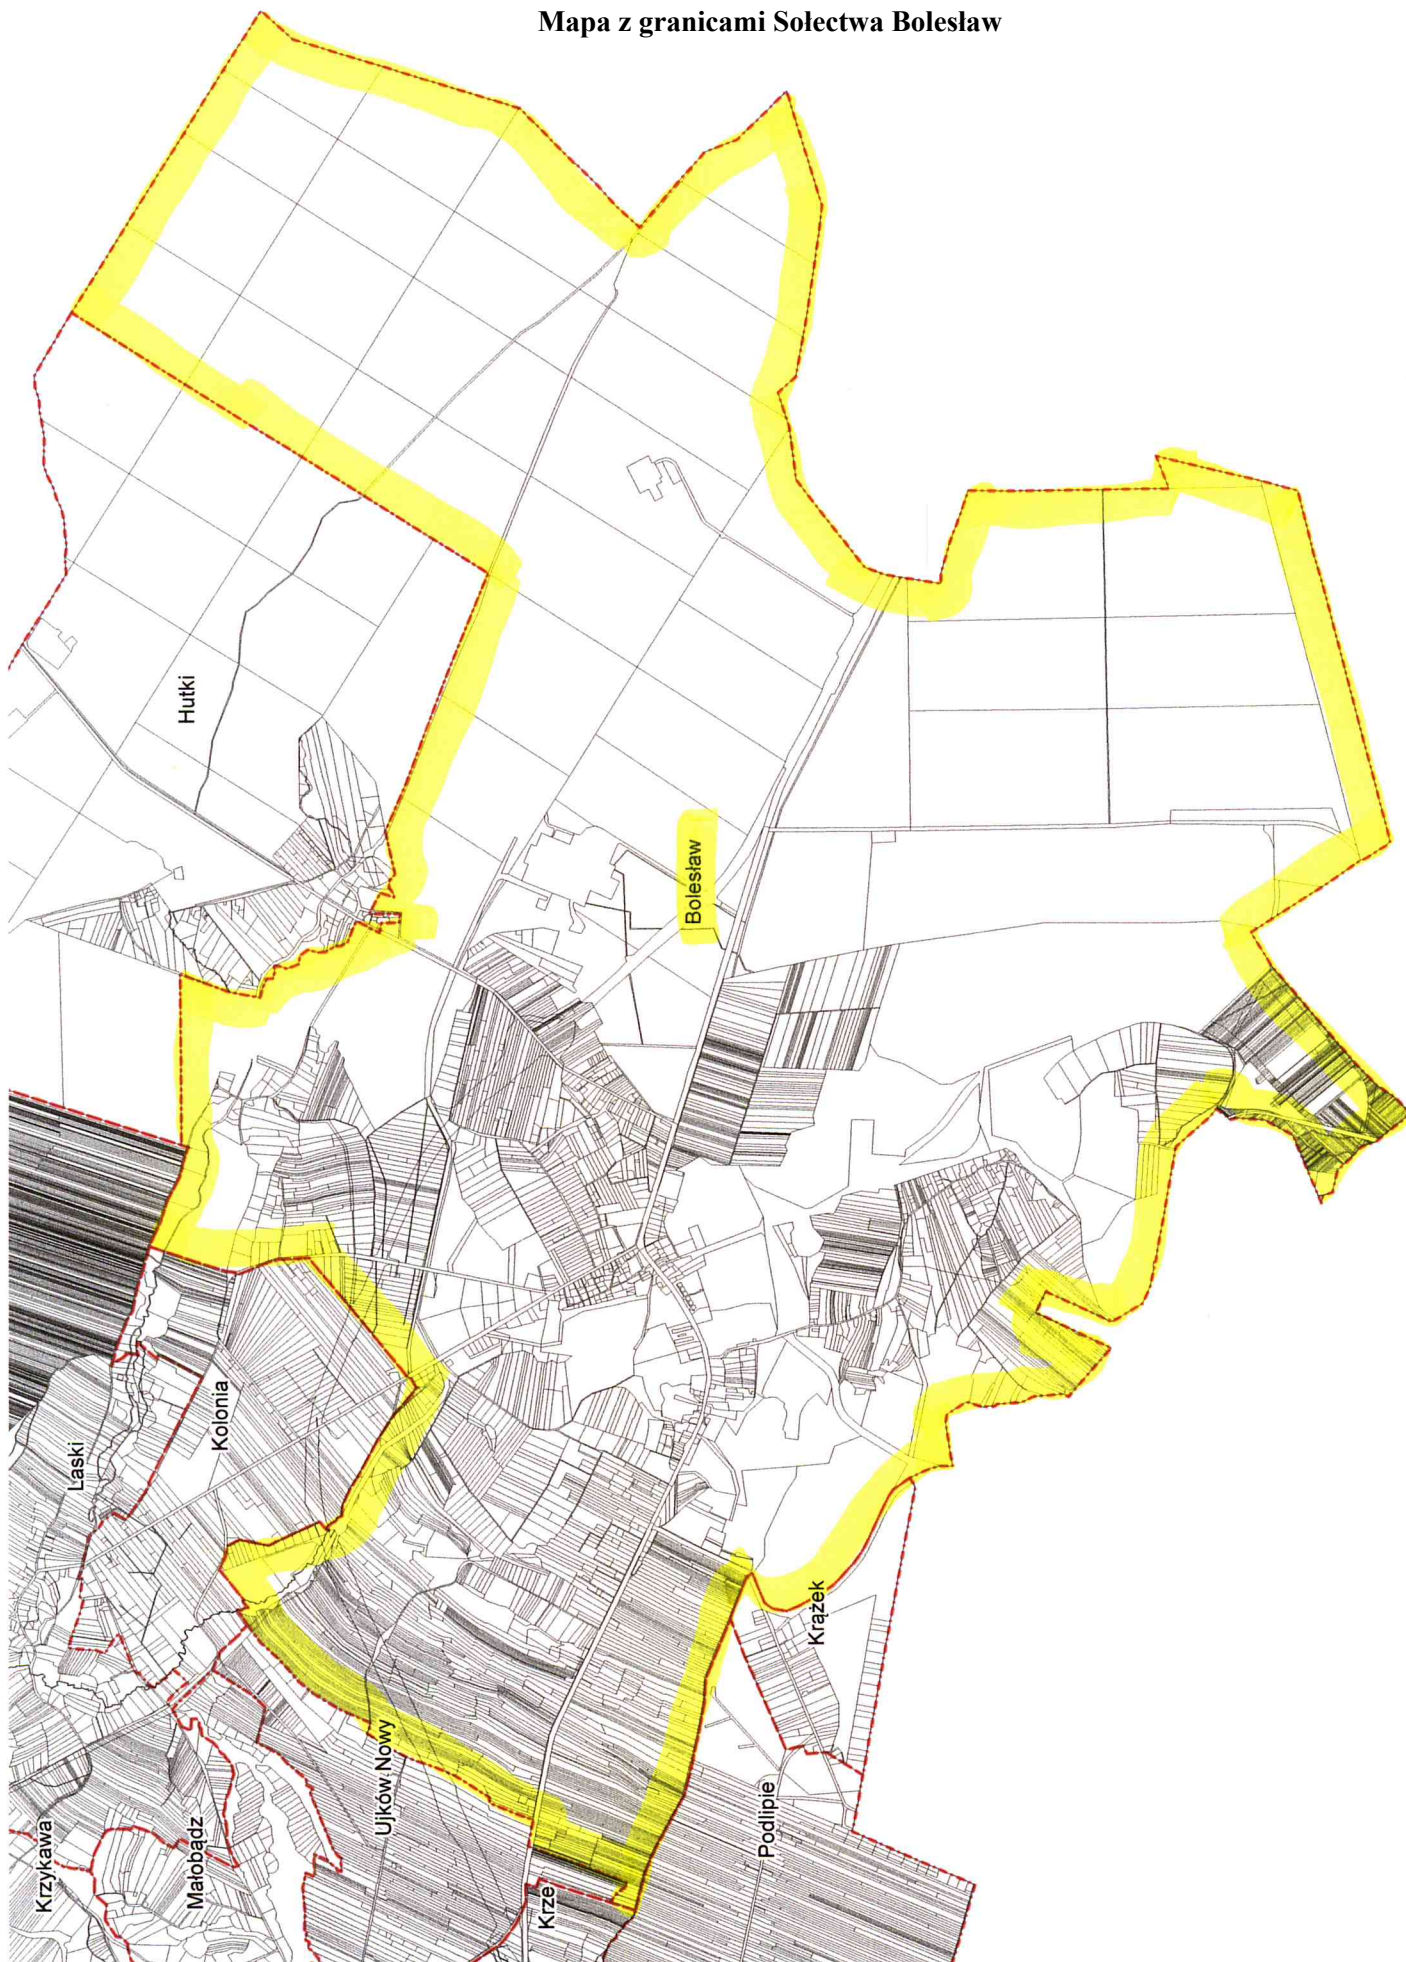 Mapa z granicami Sołectwa Bolesław
Hutki
Bolesław
Kolonia
Laski
Krążek
Ujków Nowy
Podlipie
Krzykawa
Małobądz
Krze